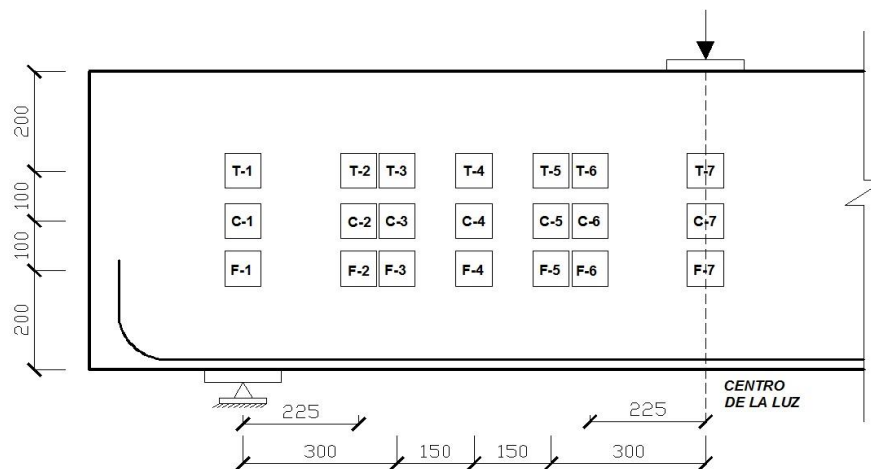 200
100
100
200
T-1 T-2 T-3 T-4 T-5 T-6 T-7
C-1 C-2 C-3 C-4 C-5 C-6 C-7
F-1 F-2 F-3 F-4 F-5 F-6 F-7
CENTRO
DE LA LUZ
225 225
300 150 150 300